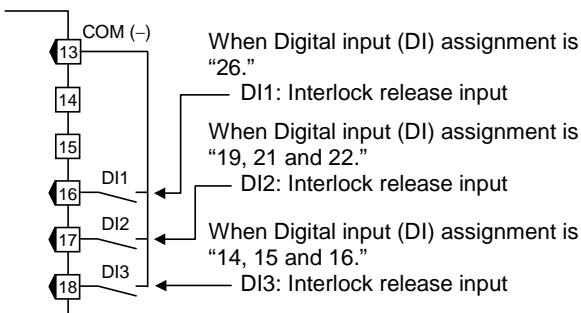 13 COM (–)
14
15
16 DI1
17 DI2
18 DI3
When Digital input (DI) assignment is
“26.”
DI1: Interlock release input
When Digital input (DI) assignment is
“19, 21 and 22.”
DI2: Interlock release input
When Digital input (DI) assignment is
“14, 15 and 16.”
DI3: Interlock release input